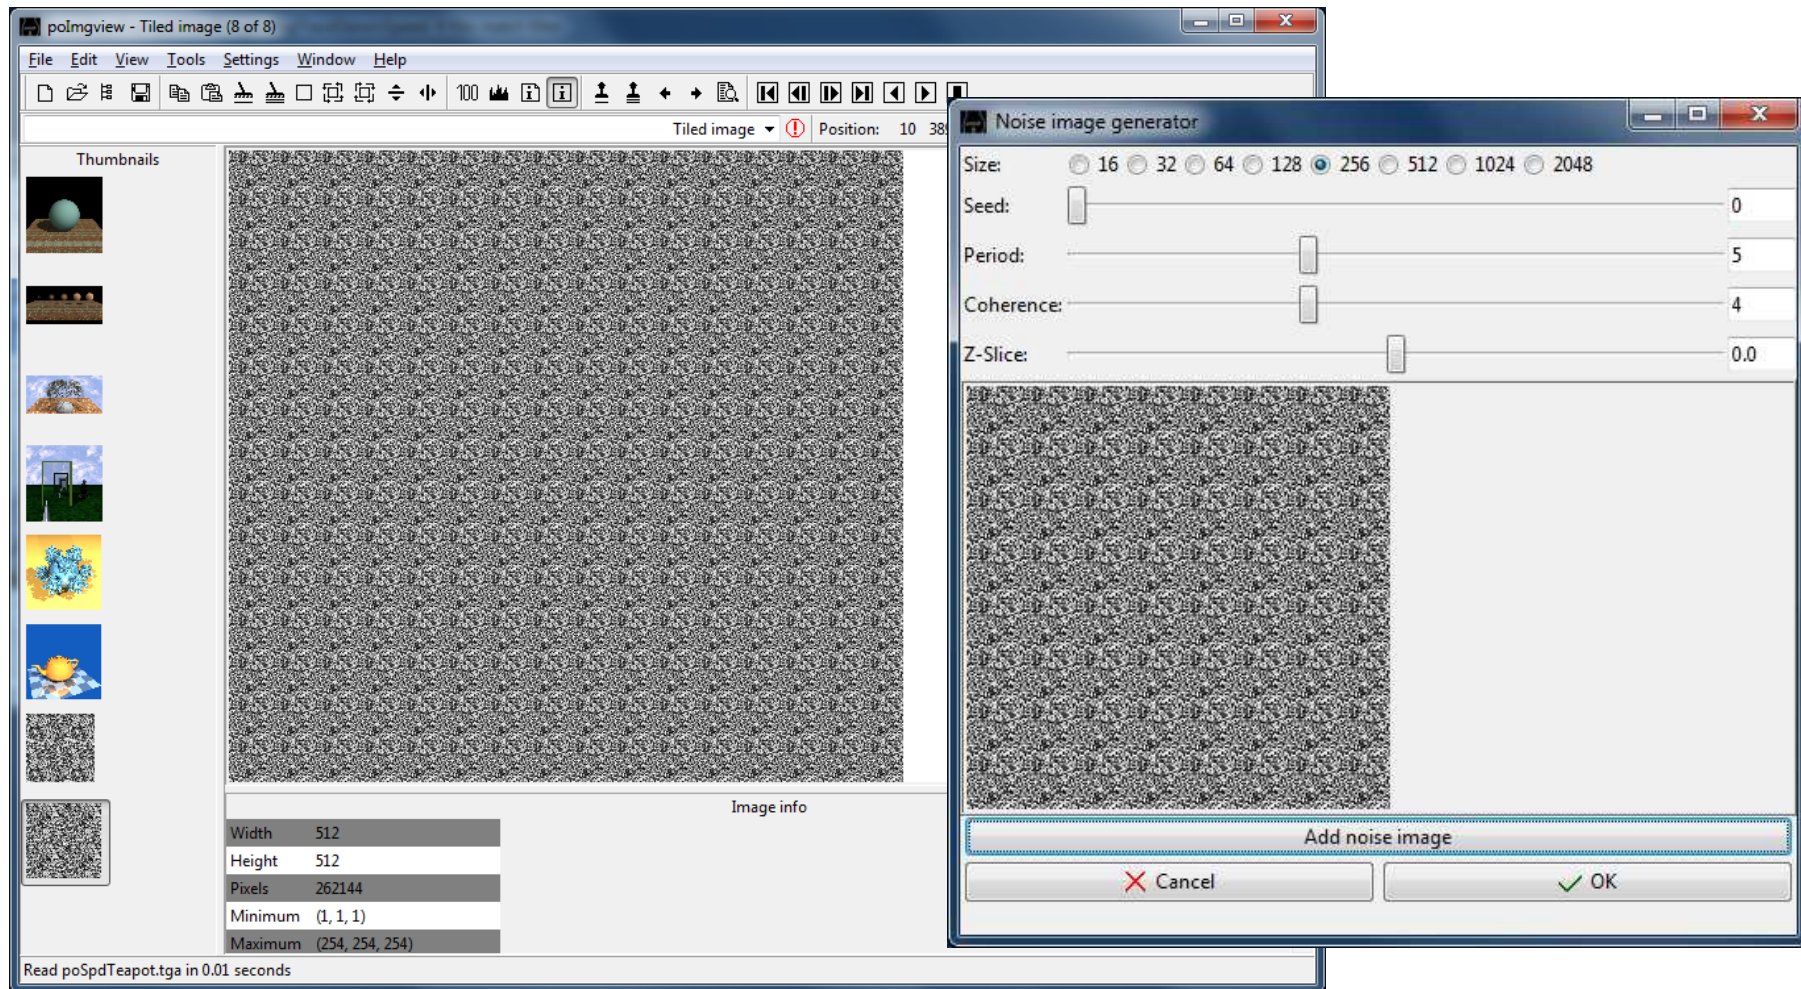 poImgview - Tiled image (8 of 8)
File Edit View Tools Settings Window Help
100
Tiled image Position: 10
Thumbnails
Image info
Width 512
Height 512
Pixels 262144
Minimum (1, 1, 1)
Maximum (254, 254, 254)
Read poSpdTeapot.tga in 0.01 seconds
Noise image generator
Size: 16 32 64 128 256 512 1024 2048
Seed: 0
Period: 5
Coherence: 4
Z-Slice: 0.0
Add noise image
Cancel OK